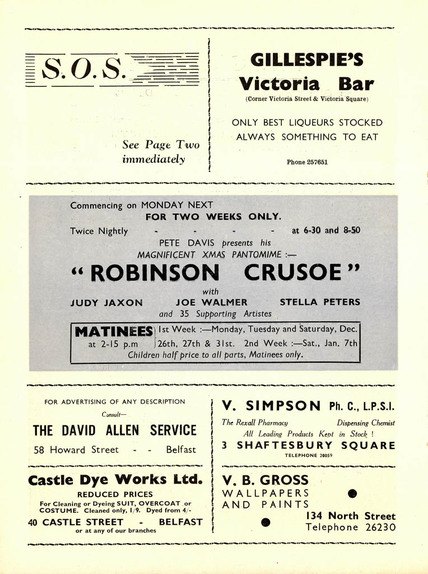 S.O.S.
See Page Two
immediately
GILLESPIE'S
Victoria Bar
(Corner Victoria Street & Victoria Square)
ONLY BEST LIQUEURS STOCKED
ALWAYS SOMETHING TO EAT
Phone 257651
Commencing on MONDAY NEXT
FOR TWO WEEKS ONLY.
Twice Nightly - - - - at 6-30 and 8-50
PETE DAVIS presents his
MAGNIFICENT XMAS PANTOMIME :—
"ROBINSON CRUSOE"
with
JUDY JAXON JOE WALMER STELLA PETERS
and 35 Supporting Artistes
MATINEES 1st Week :—Monday, Tuesday and Saturday, Dec.
at 2-15 p.m 26th, 27th & 31st. 2nd Week :—Sat., Jan. 7th
Children half price to all parts, Matinees only.
FOR ADVERTISING OF ANY DESCRIPTION
Consult—
THE DAVID ALLEN SERVICE
58 Howard Street - - Belfast
Castle Dye Works Ltd.
REDUCED PRICES
For Cleaning or Dyeing SUIT, OVERCOAT or
COSTUME. Cleaned only, 1/9. Dyed from 4/-
40 CASTLE STREET - BELFAST
or at any of our branches
V. SIMPSON Ph. C., L.P.S.I.
The Rexall Pharmacy Dispensing Chemist
All Leading Products Kept in Stock !
3 SHAFTESBURY SQUARE
TELEPHONE
V. B. GROSS
WALLPAPERS
AND PAINTS
134 North Street
Telephone 26230